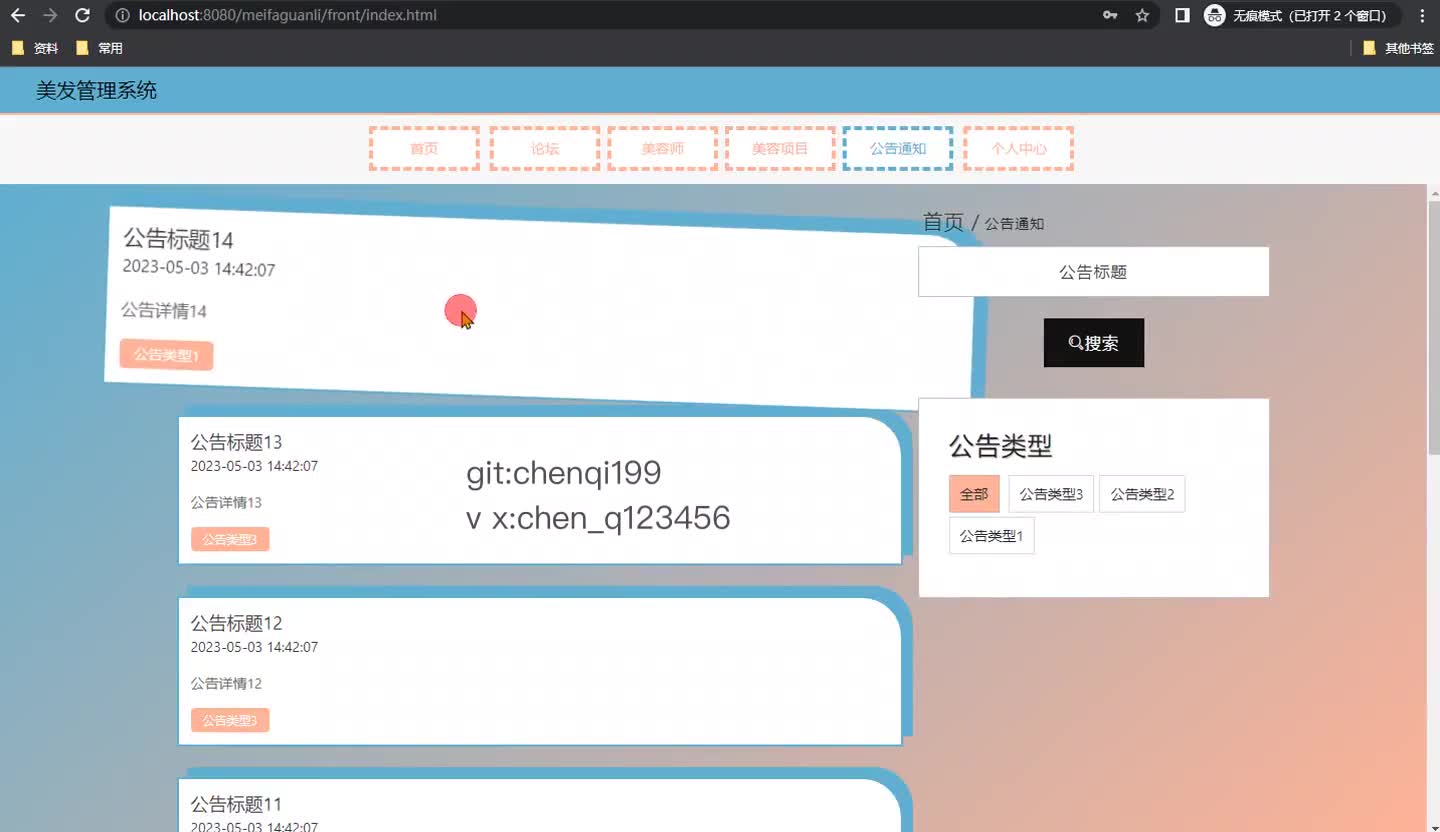 localhost:8080/meifaguanli/front/index.html
无痕模式（已打开 2 个窗口）
资料
常用
其他书签
美发管理系统
首页
论坛
美容师
美容项目
公告通知
个人中心
公告标题14
2023-05-03 14:42:07
公告详情14
公告类型1
公告标题13
2023-05-03 14:42:07
公告详情13
公告类型3
git:chenqi199
v x:chen_q123456
公告标题12
2023-05-03 14:42:07
公告详情12
公告类型3
公告标题11
2023-05-03 14:42:07
首页 / 公告通知
公告标题
搜索
公告类型
全部
公告类型3
公告类型2
公告类型1